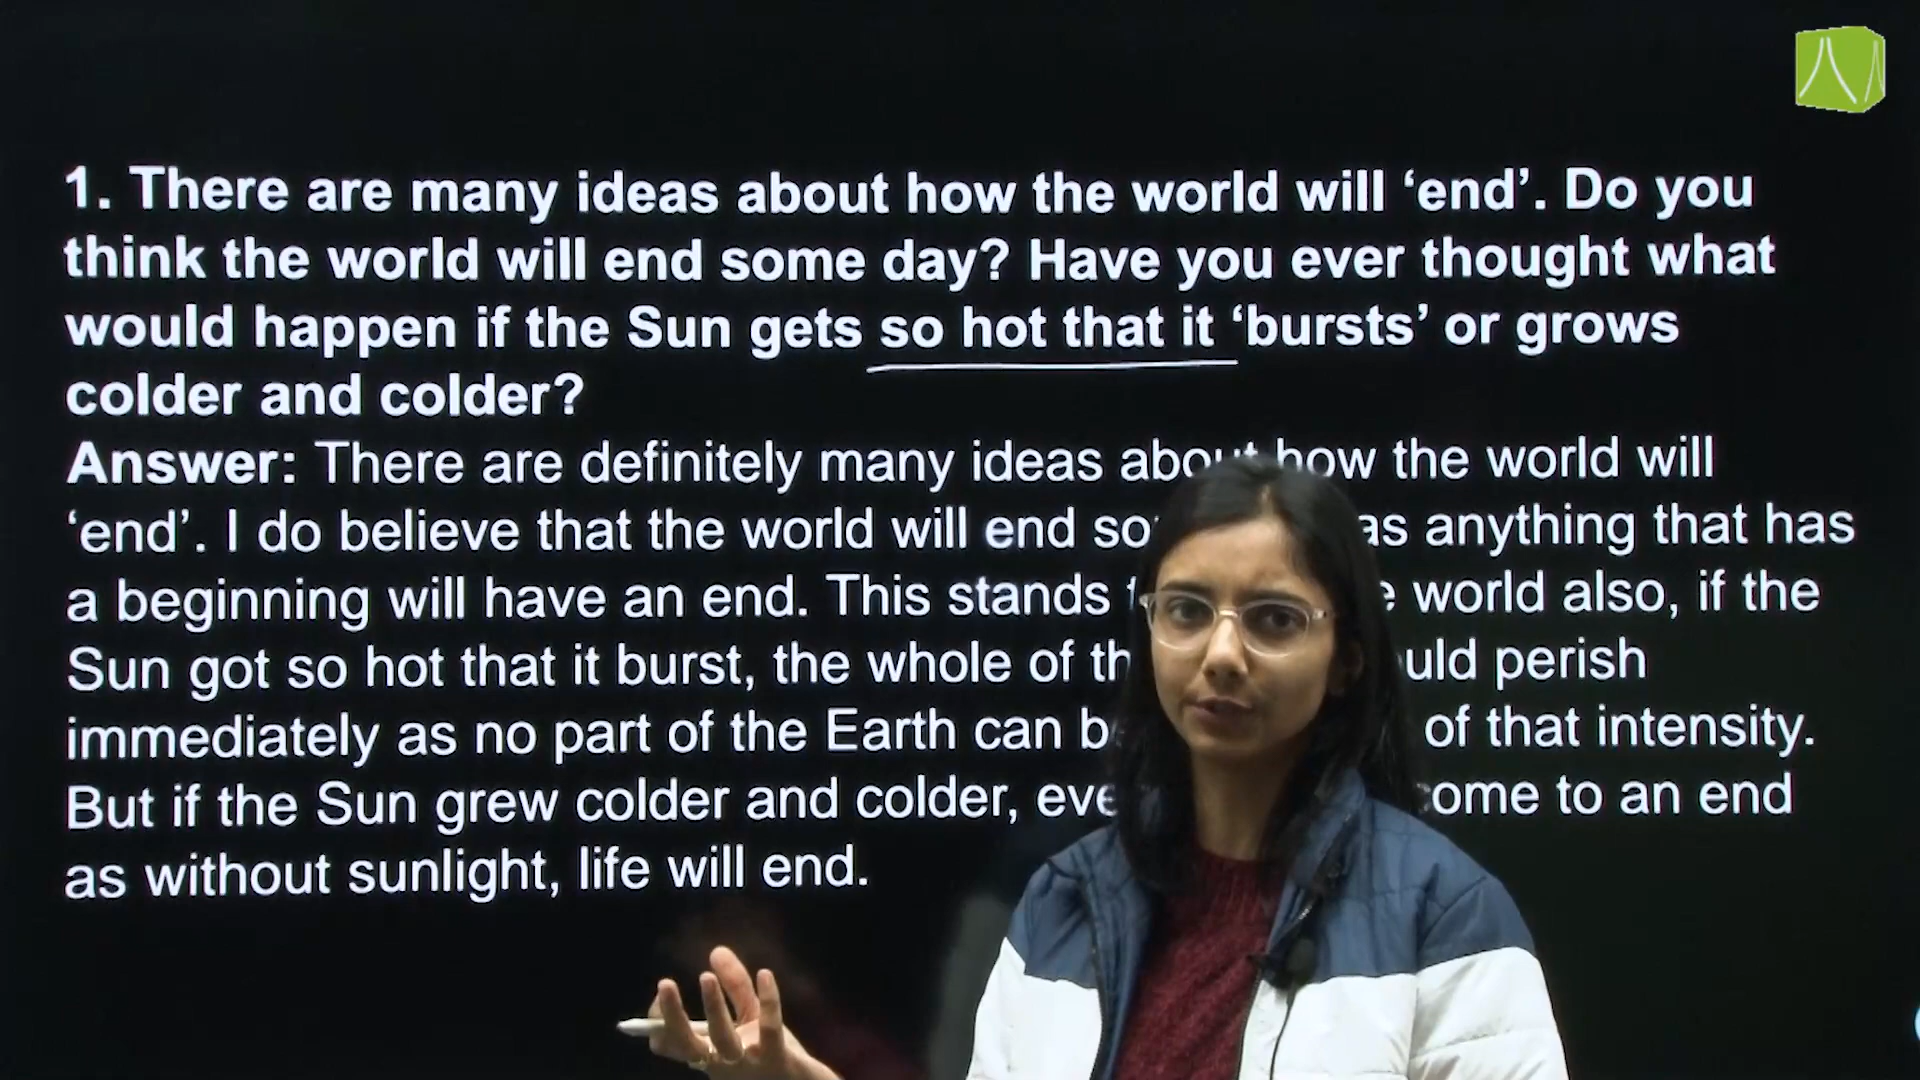 1. There are many ideas about how the world will ‘end’. Do you
think the world will end some day? Have you ever thought what
would happen if the Sun gets so hot that it ‘bursts’ or grows
colder and colder?
Answer: There are definitely many ideas about how the world will
‘end’. I do believe that the world will end as anything that has
a beginning will have an end. This stands world also, if the
Sun got so hot that it burst, the whole of perish
immediately as no part of the Earth can of that intensity.
But if the Sun grew colder and colder, come to an end
as without sunlight, life will end.